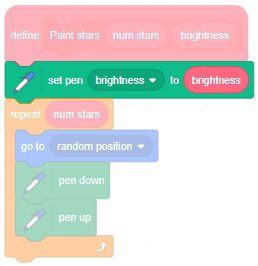 define Paint stars num stars brightness
set pen brightness to brightness
repeat num stars
go to random position
pen down
pen up